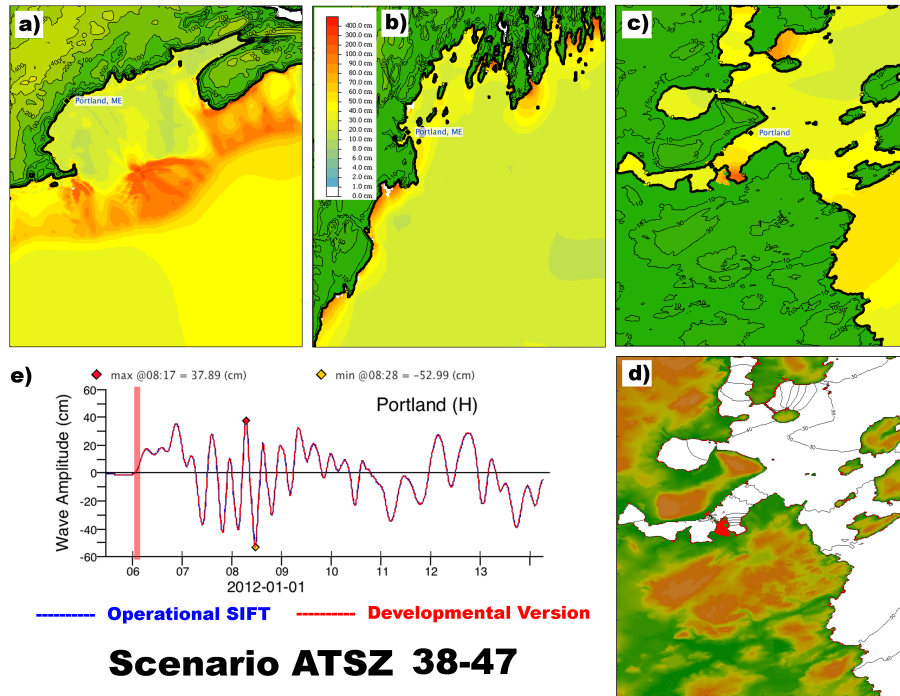 a)
Portland, ME
b)
400.0 cm
300.0 cm
200.0 cm
100.0 cm
90.0 cm
80.0 cm
70.0 cm
60.0 cm
50.0 cm
40.0 cm
30.0 cm
20.0 cm
10.0 cm
8.0 cm
6.0 cm
4.0 cm
2.0 cm
1.0 cm
0.0 cm
Portland, ME
c)
Portland
d)
e)
max @08:17 = 37.89 (cm)
min @08:28 = −52.99 (cm)
Portland (H)
Wave Amplitude (cm)
60
40
20
0
-20
-40
-60
06 07 08 09 10 11 12 13
2012-01-01
Operational SIFT
Developmental Version
Scenario ATSZ 38-47